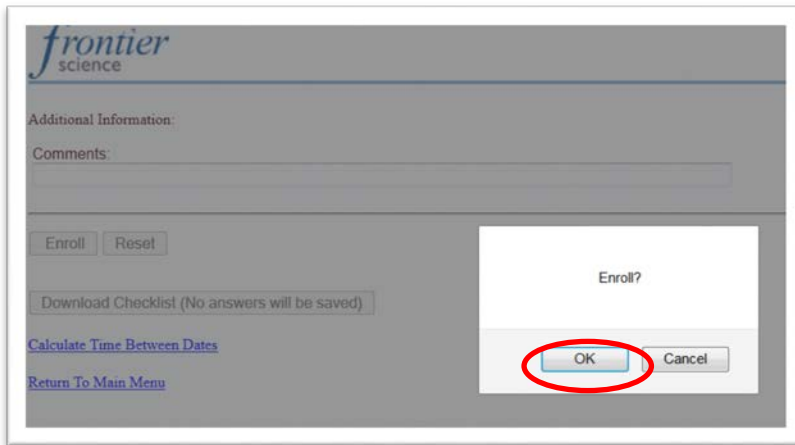 frontier
science
Additional Information:
Comments:
Enroll Reset
Download Checklist (No answers will be saved)
Calculate Time Between Dates
Return To Main Menu
Enroll?
OK Cancel